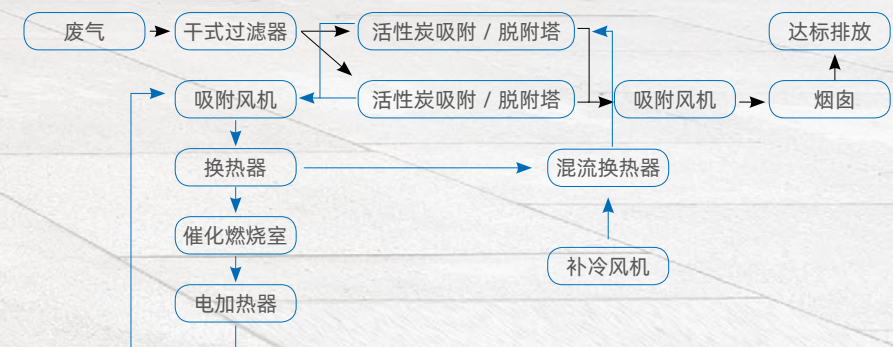 废气
干式过滤器
活性炭吸附 / 脱附塔
达标排放
吸附风机
活性炭吸附 / 脱附塔
吸附风机
烟囱
换热器
混流换热器
催化燃烧室
补冷风机
电加热器